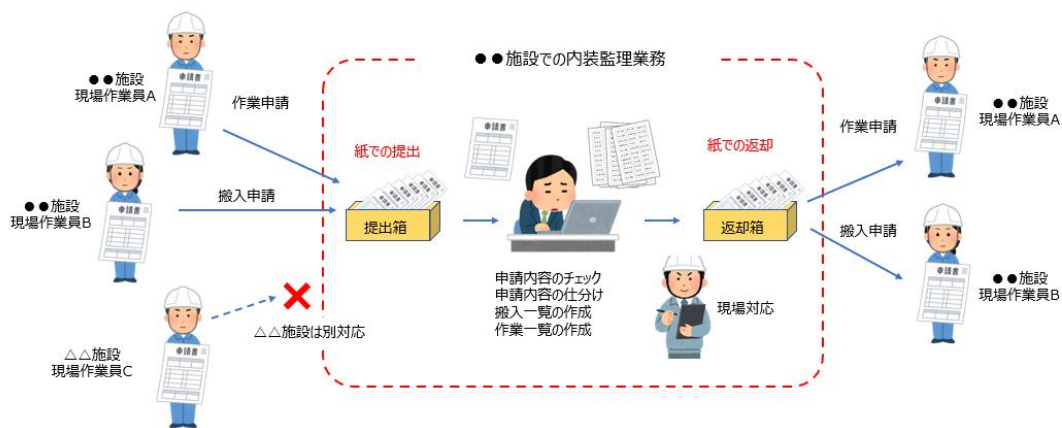 ●●施設での内装監理業務
申請書
●●施設
現場作業員A
作業申請
申請書
●●施設
現場作業員B
搬入申請
申請書
△△施設
現場作業員C
△△施設は別対応
紙での提出
提出箱
申請書
申請内容のチェック
申請内容の仕分け
搬入一覧の作成
作業一覧の作成
現場対応
紙での返却
返却箱
作業申請
申請書
●●施設
現場作業員A
搬入申請
申請書
●●施設
現場作業員B